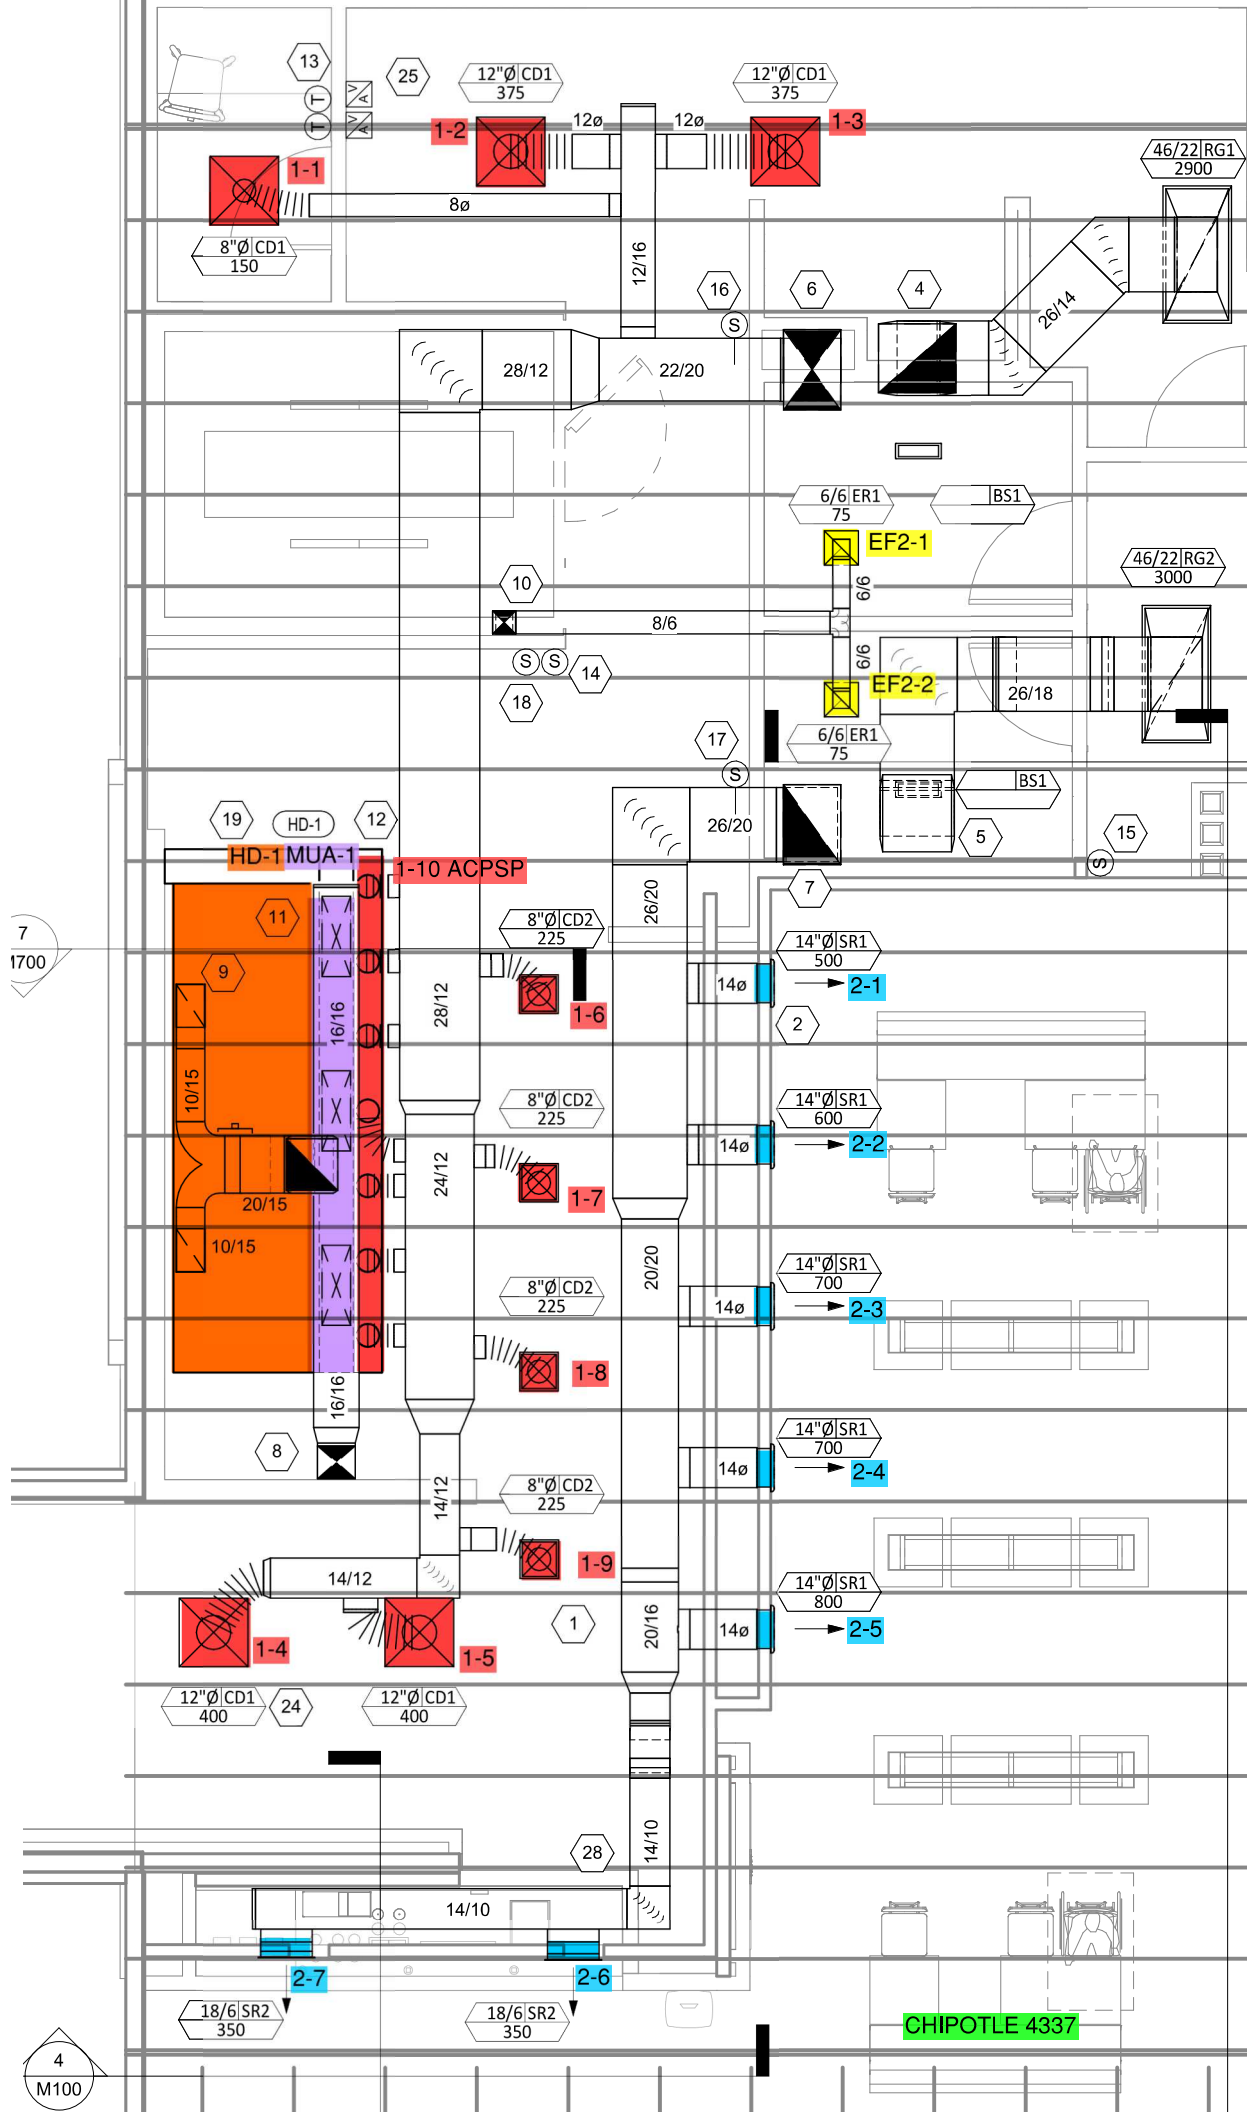 13
25
12"Ø CD1
375
12"Ø CD1
375
T
V
A
T
V
A
1-2
12ø
12ø
1-3
1-1
46/22 RG1
2900
8ø
8"Ø CD1
150
12/16
16
6
4
26/14
S
28/12
22/20
6/6 ER1
75
BS1
EF2-1
46/22 RG2
3000
10
6/6
8/6
6/6
S
S
14
18
EF2-2
26/18
17
6/6 ER1
75
S
BS1
19
HD-1
12
26/20
5
15
S
HD-1
MUA-1
1-10 ACPSP
7
11
8"Ø CD2
225
26/20
14"Ø SR1
500
7
M700
9
14ø
2-1
28/12
16/16
1-6
2
10/15
8"Ø CD2
225
14"Ø SR1
600
14ø
2-2
24/12
1-7
20/15
10/15
20/20
8"Ø CD2
225
14"Ø SR1
700
14ø
2-3
1-8
16/16
8
14"Ø SR1
700
14ø
2-4
14/12
8"Ø CD2
225
14/12
1-9
14"Ø SR1
800
1
20/16
14ø
2-5
1-4
1-5
12"Ø CD1
400
24
12"Ø CD1
400
28
14/10
14/10
2-7
2-6
18/6 SR2
350
18/6 SR2
350
CHIPOTLE 4337
4
M100